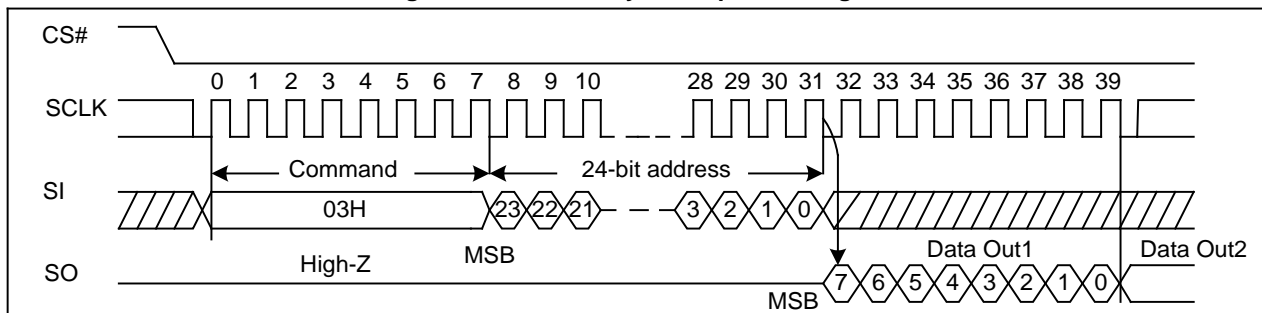 CS#
0 1 2 3 4 5 6 7 8 9 10 28 29 30 31 32 33 34 35 36 37 38 39
SCLK
Command 24-bit address
SI
03H 23 22 21 3 2 1 0
High-Z MSB Data Out1 Data Out2
SO
7 6 5 4 3 2 1 0
MSB